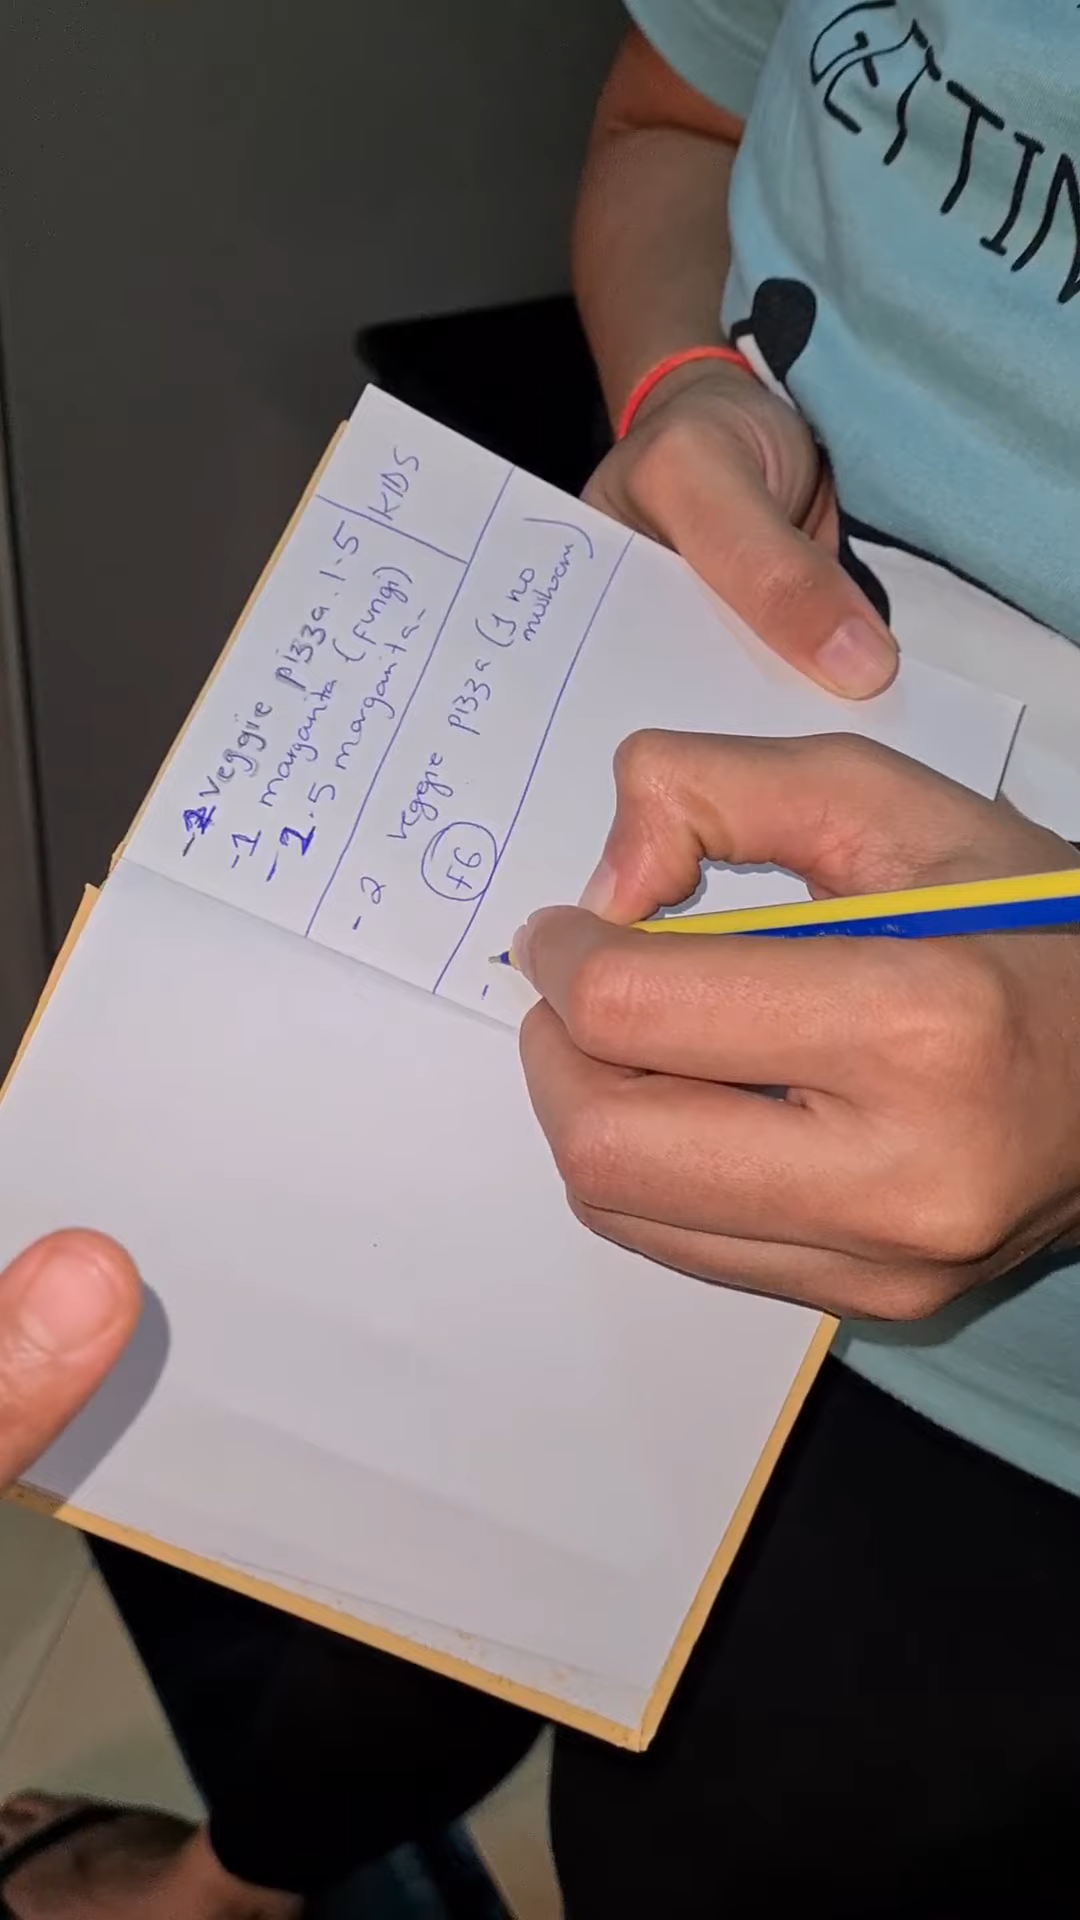 GETTIN
KIDS
- 2 veggie pizza 1.5
- 1 margarita (fungi)
- 1.5 margarita -
- 2 veggie pizza (1 no
mushroom)
F6
-